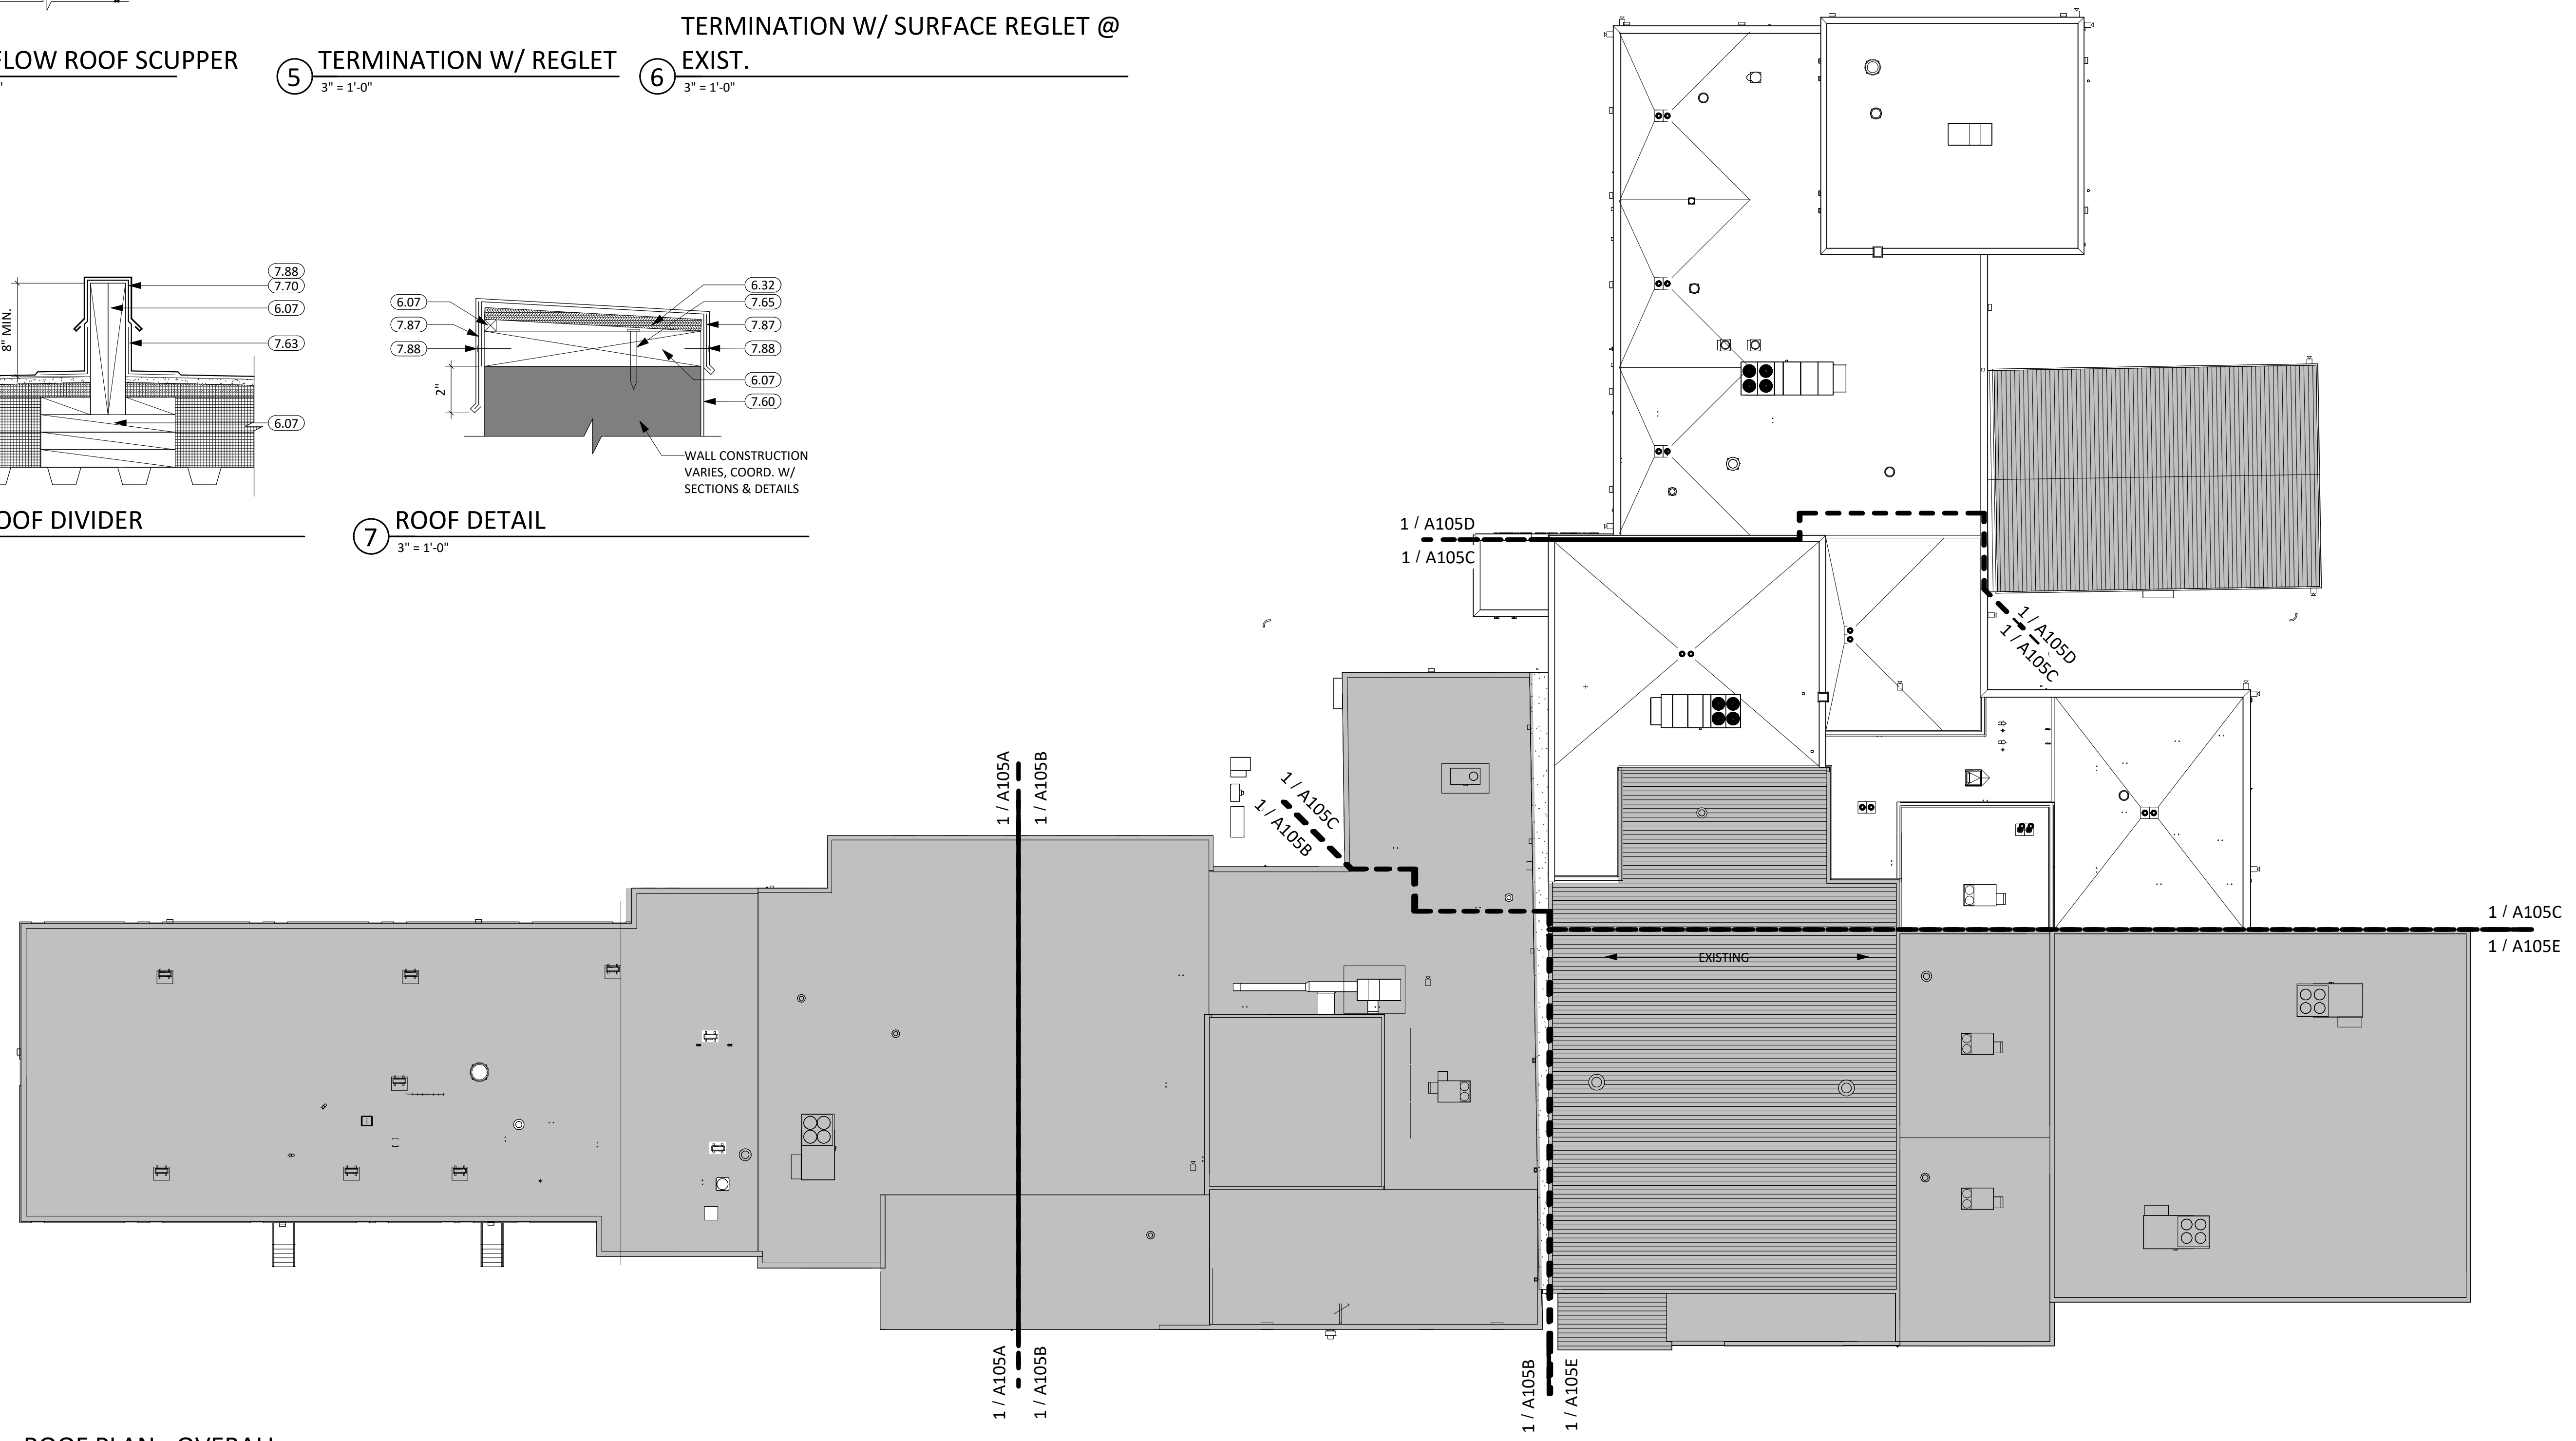 FLOW ROOF SCUPPER
5
TERMINATION W/ REGLET
3" = 1'-0"
6
TERMINATION W/ SURFACE REGLET @
EXIST.
3" = 1'-0"
8" MIN.
7.88
7.70
6.07
7.63
6.07
OOF DIVIDER
6.07
7.87
7.88
2"
6.32
7.65
7.87
7.88
6.07
7.60
WALL CONSTRUCTION
VARIES, COORD. W/
SECTIONS & DETAILS
7
ROOF DETAIL
3" = 1'-0"
1 / A105D
1 / A105C
1 / A105D
1 / A105C
1 / A105A
1 / A105B
1 / A105C
1 / A105B
1 / A105C
1 / A105E
EXISTING
1 / A105A
1 / A105B
1 / A105B
1 / A105E
ROOF PLAN - OVERALL